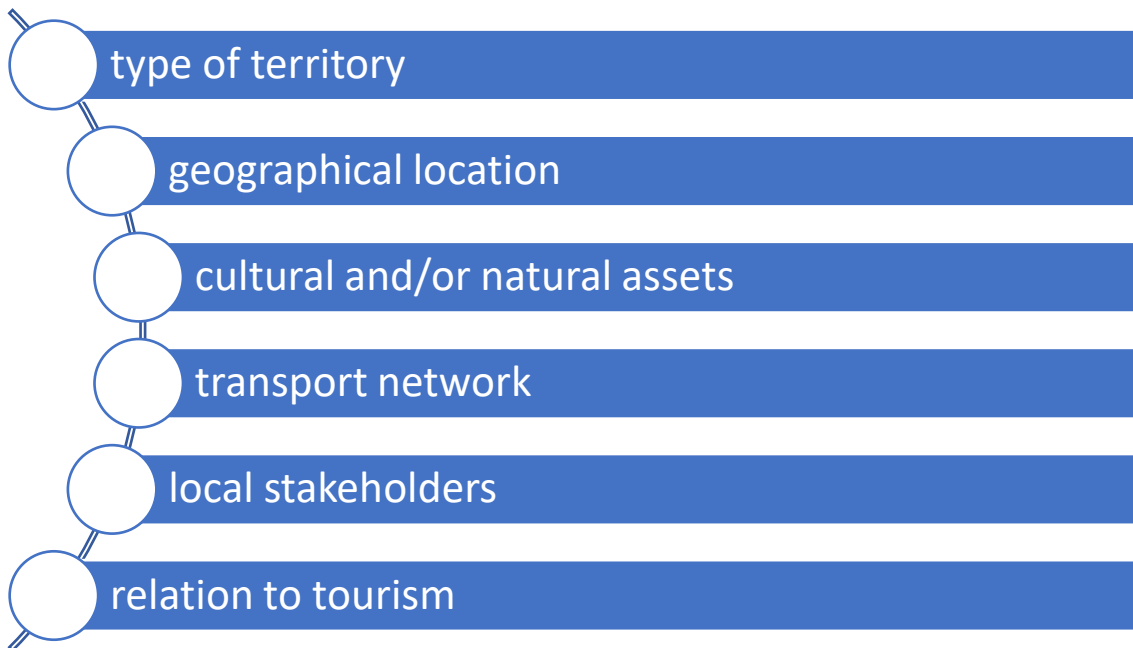 type of territory
geographical location
cultural and/or natural assets
transport network
local stakeholders
relation to tourism